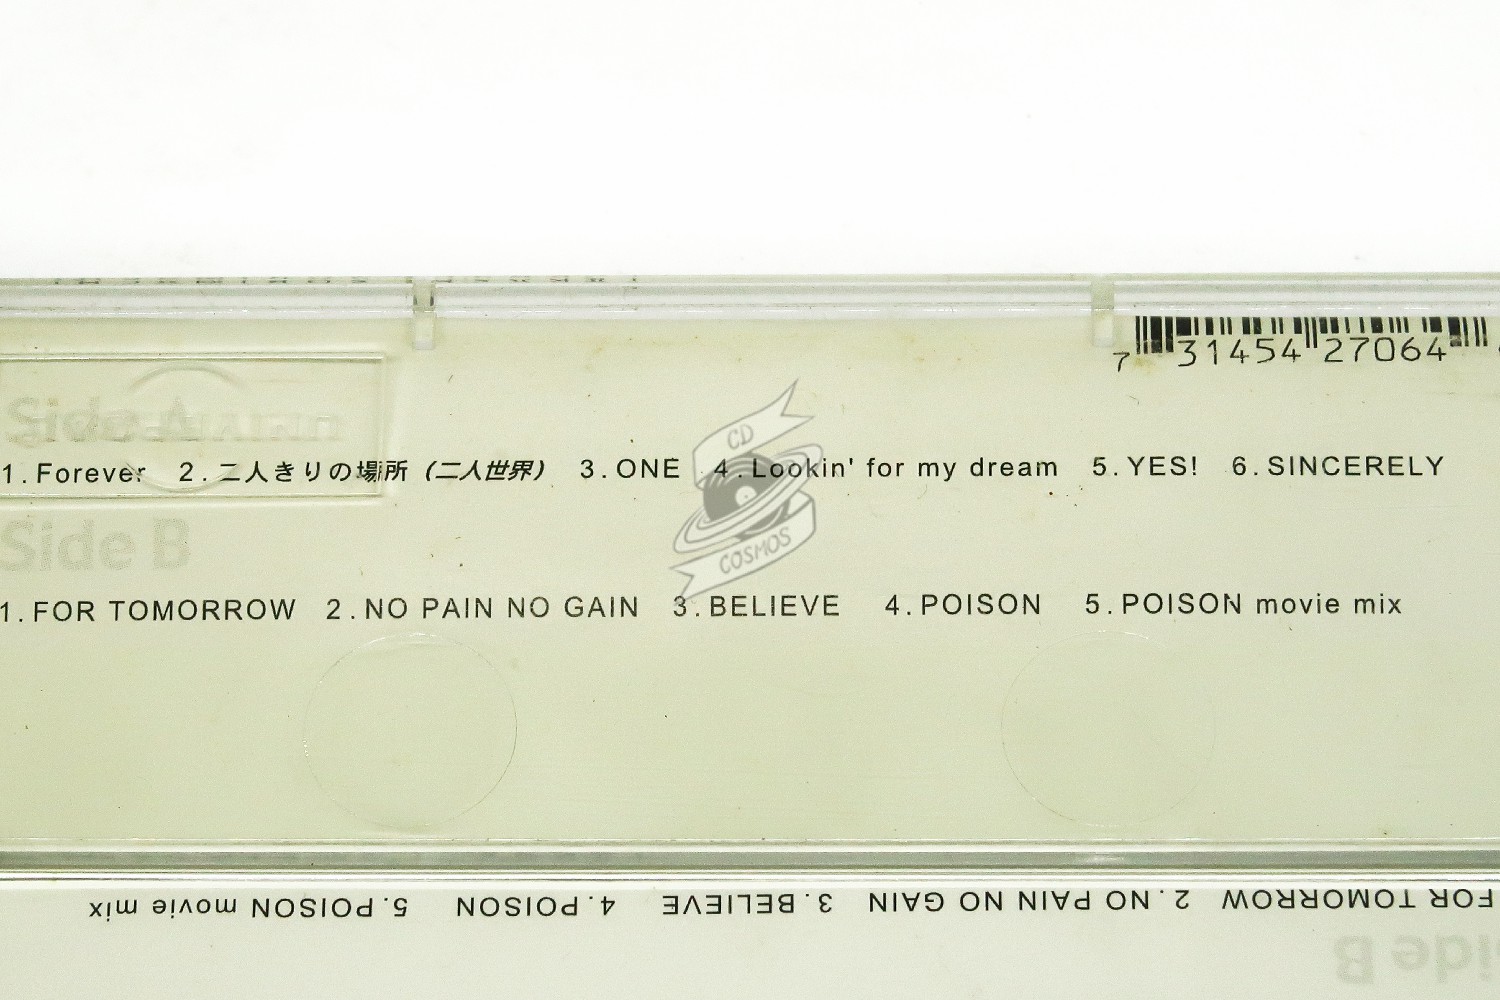 7 31454 27064
Side A
1. Forever 2. 二人きりの場所（二人世界） 3. ONE 4. Lookin' for my dream 5. YES! 6. SINCERELY
CD
COSMOS
Side B
1. FOR TOMORROW 2. NO PAIN NO GAIN 3. BELIEVE 4. POISON 5. POISON movie mix
FOR TOMORROW 2. NO PAIN NO GAIN 3. BELIEVE 4. POISON 5. POISON movie mix
ide B